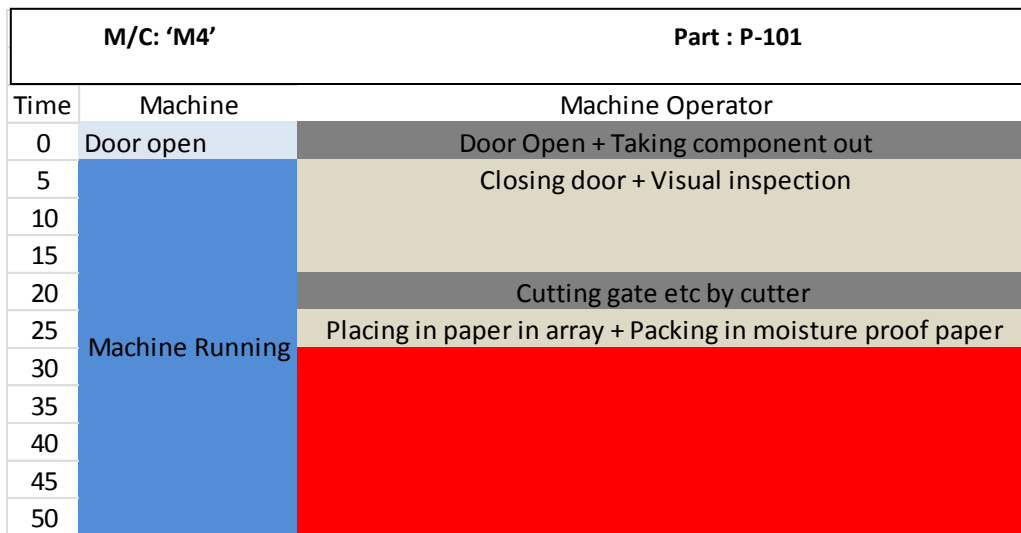 M/C: ‘M4’ Part : P-101
Time Machine Machine Operator
0 Door open Door Open + Taking component out
5 Closing door + Visual inspection
10
15
20 Cutting gate etc by cutter
25 Placing in paper in array + Packing in moisture proof paper
Machine Running
30
35
40
45
50